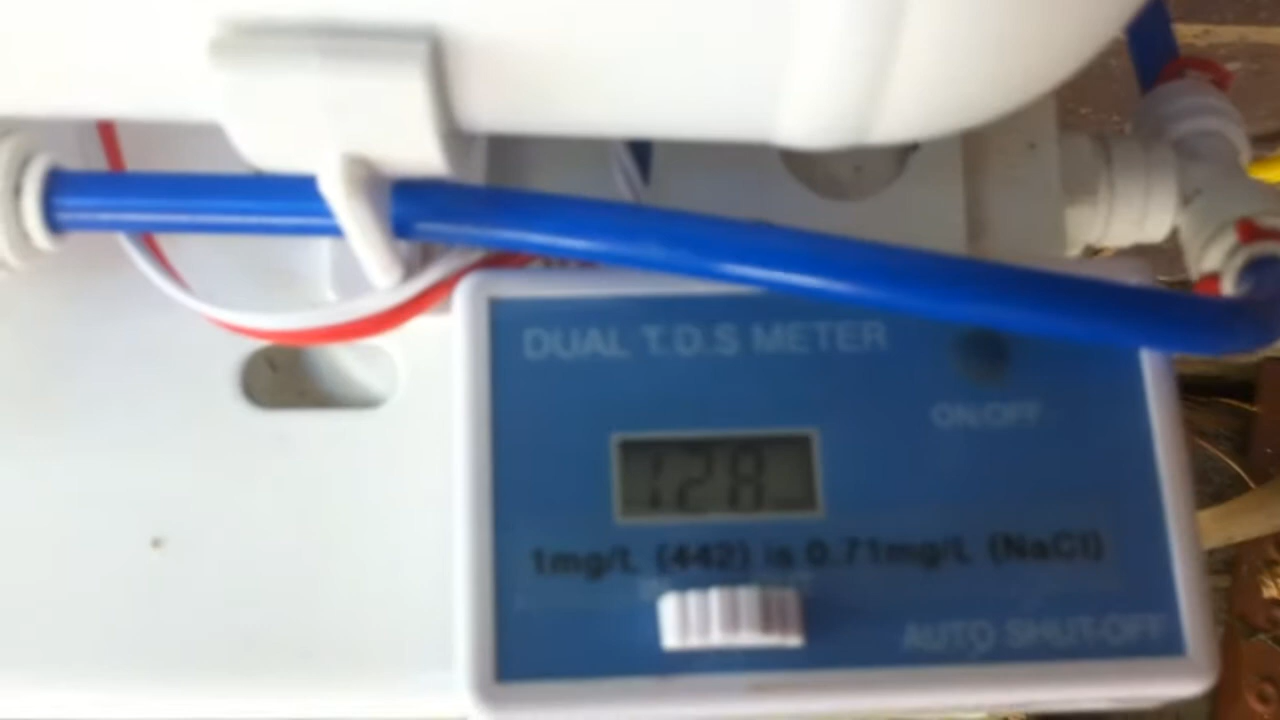 DUAL T.D.S METER
ON/OFF
128
1mg/L (442) is 0.71mg/L (NaCl)
AUTO SHUT-OFF